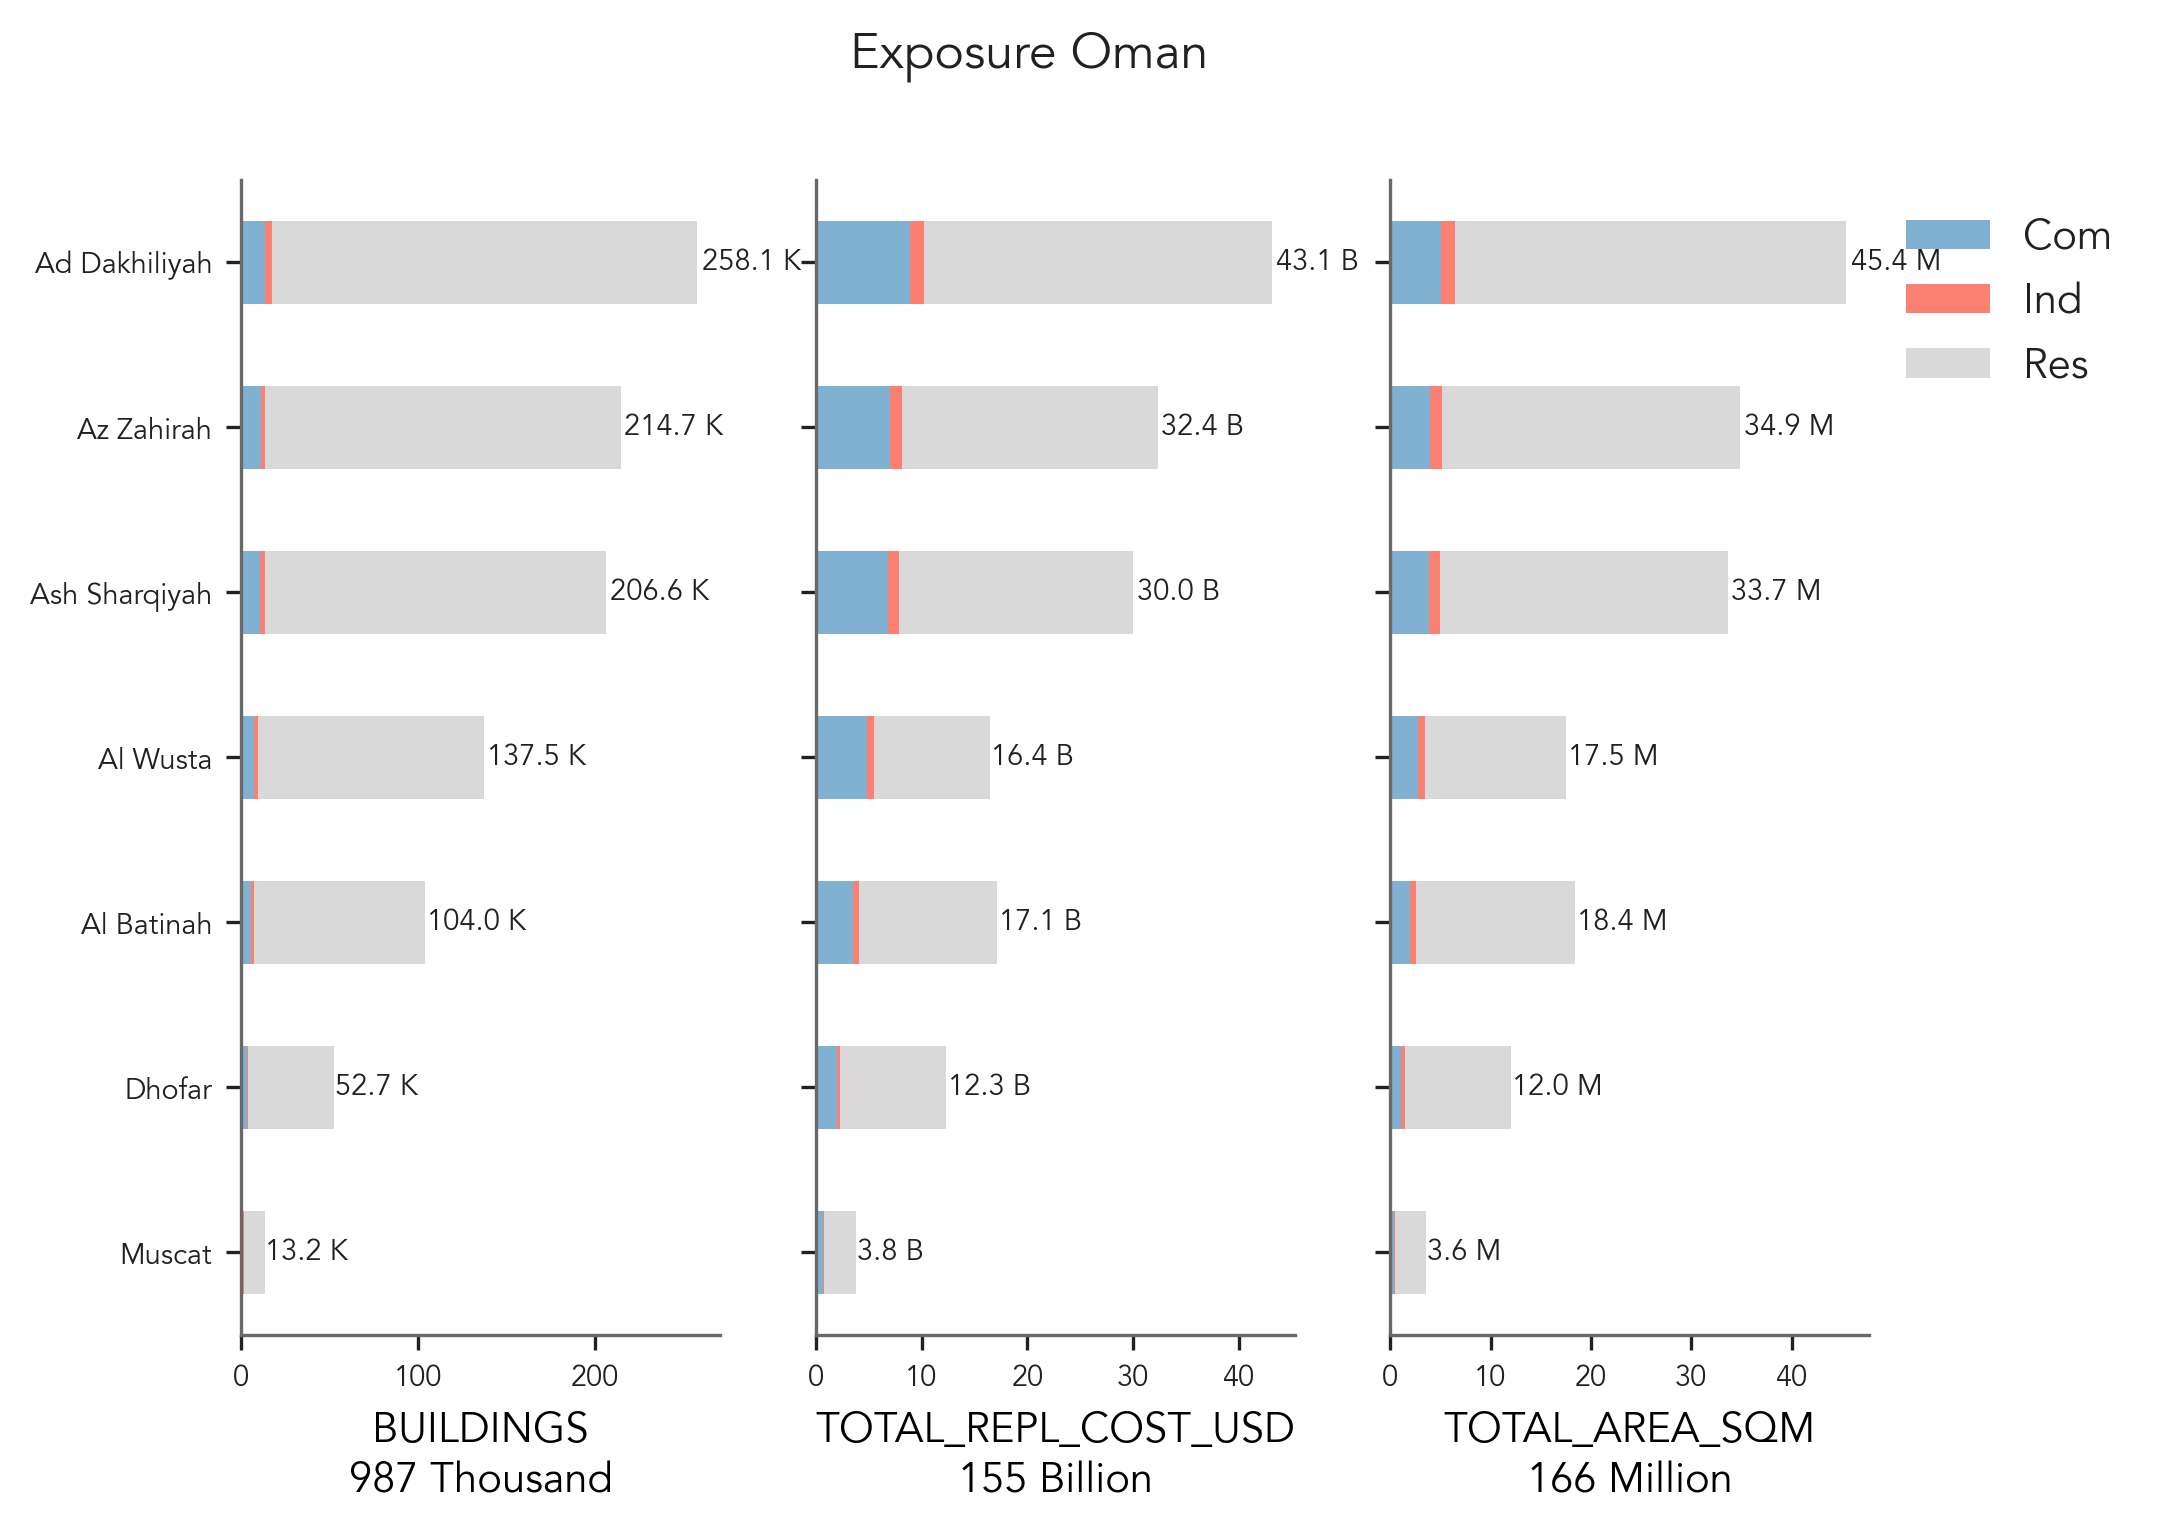 Exposure Oman
Ad Dakhiliyah 258.1 K 43.1 B 45.4 M
Com
Ind
Res
Az Zahirah 214.7 K 32.4 B 34.9 M
Ash Sharqiyah 206.6 K 30.0 B 33.7 M
Al Wusta 137.5 K 16.4 B 17.5 M
Al Batinah 104.0 K 17.1 B 18.4 M
Dhofar 52.7 K 12.3 B 12.0 M
Muscat 13.2 K 3.8 B 3.6 M
0 100 200 0 10 20 30 40 0 10 20 30 40
BUILDINGS TOTAL_REPL_COST_USD TOTAL_AREA_SQM
987 Thousand 155 Billion 166 Million